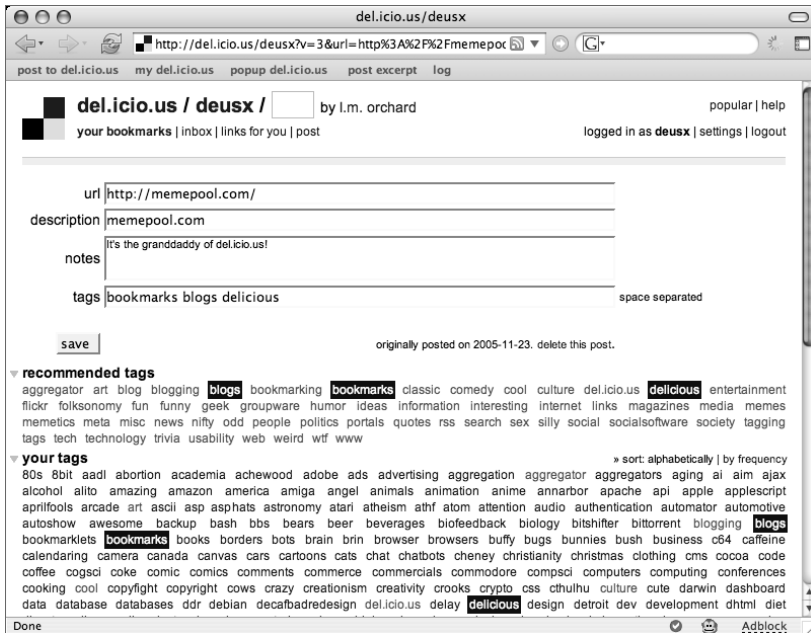 del.icio.us/deusx
http://del.icio.us/deusx?v=3&url=http%3A%2F%2Fmemepoc
G
post to del.icio.us my del.icio.us popup del.icio.us post excerpt log
del.icio.us / deusx / by l.m. orchard
popular | help
your bookmarks | inbox | links for you | post
logged in as deusx | settings | logout
url http://memepool.com/
description memepool.com
notes It's the granddaddy of del.icio.us!
tags bookmarks blogs delicious space separated
save originally posted on 2005-11-23. delete this post.
recommended tags
aggregator art blog blogging blogs bookmarking bookmarks classic comedy cool culture del.icio.us delicious entertainment
flickr folksonomy fun funny geek groupware humor ideas information interesting internet links magazines media memes
memetics meta misc news nifty odd people politics portals quotes rss search sex silly social socialsoftware society tagging
tags tech technology trivia usability web weird wtf www
your tags » sort: alphabetically | by frequency
80s 8bit aadl abortion academia achewood adobe ads advertising aggregation aggregator aggregators aging ai aim ajax
alcohol alito amazing amazon america amiga angel animals animation anime annarbor apache api apple applescript
aprilfools arcade art ascii asp asphats astronomy atari atheism athf atom attention audio authentication automator automotive
autoshow awesome backup bash bbs bears beer beverages biofeedback biology bitshifter bittorrent blogging blogs
bookmarklets bookmarks books borders bots brain brin browser browsers buffy bugs bunnies bush business c64 caffeine
calendaring camera canada canvas cars cartoons cats chat chatbots cheney christianity christmas clothing cms cocoa code
coffee cogsci coke comic comics comments commerce commercials commodore compsci computers computing conferences
cooking cool copyfight copyright cows crazy creationism creativity crooks crypto css cthulhu culture cute darwin dashboard
data database databases ddr debian decafbadredesign del.icio.us delay delicious design detroit dev development dhtml diet
Done Adblock